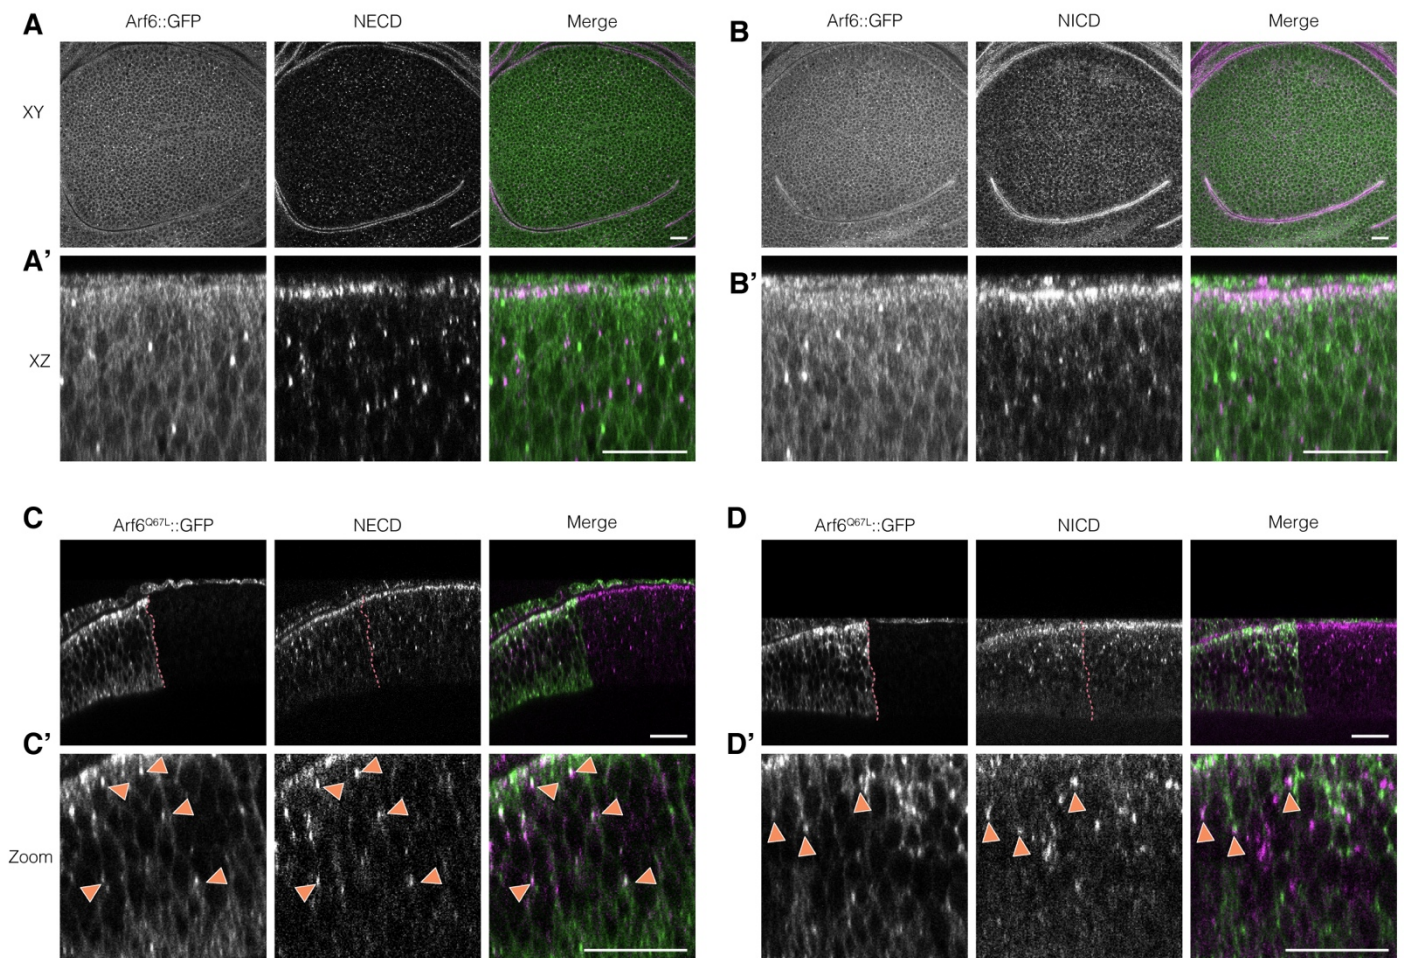 A Arf6::GFP NECD Merge
B Arf6::GFP NICD Merge
XY
A’
B’
XZ
C Arf6Q67L::GFP NECD Merge
D Arf6Q67L::GFP NICD Merge
C’
D’
Zoom